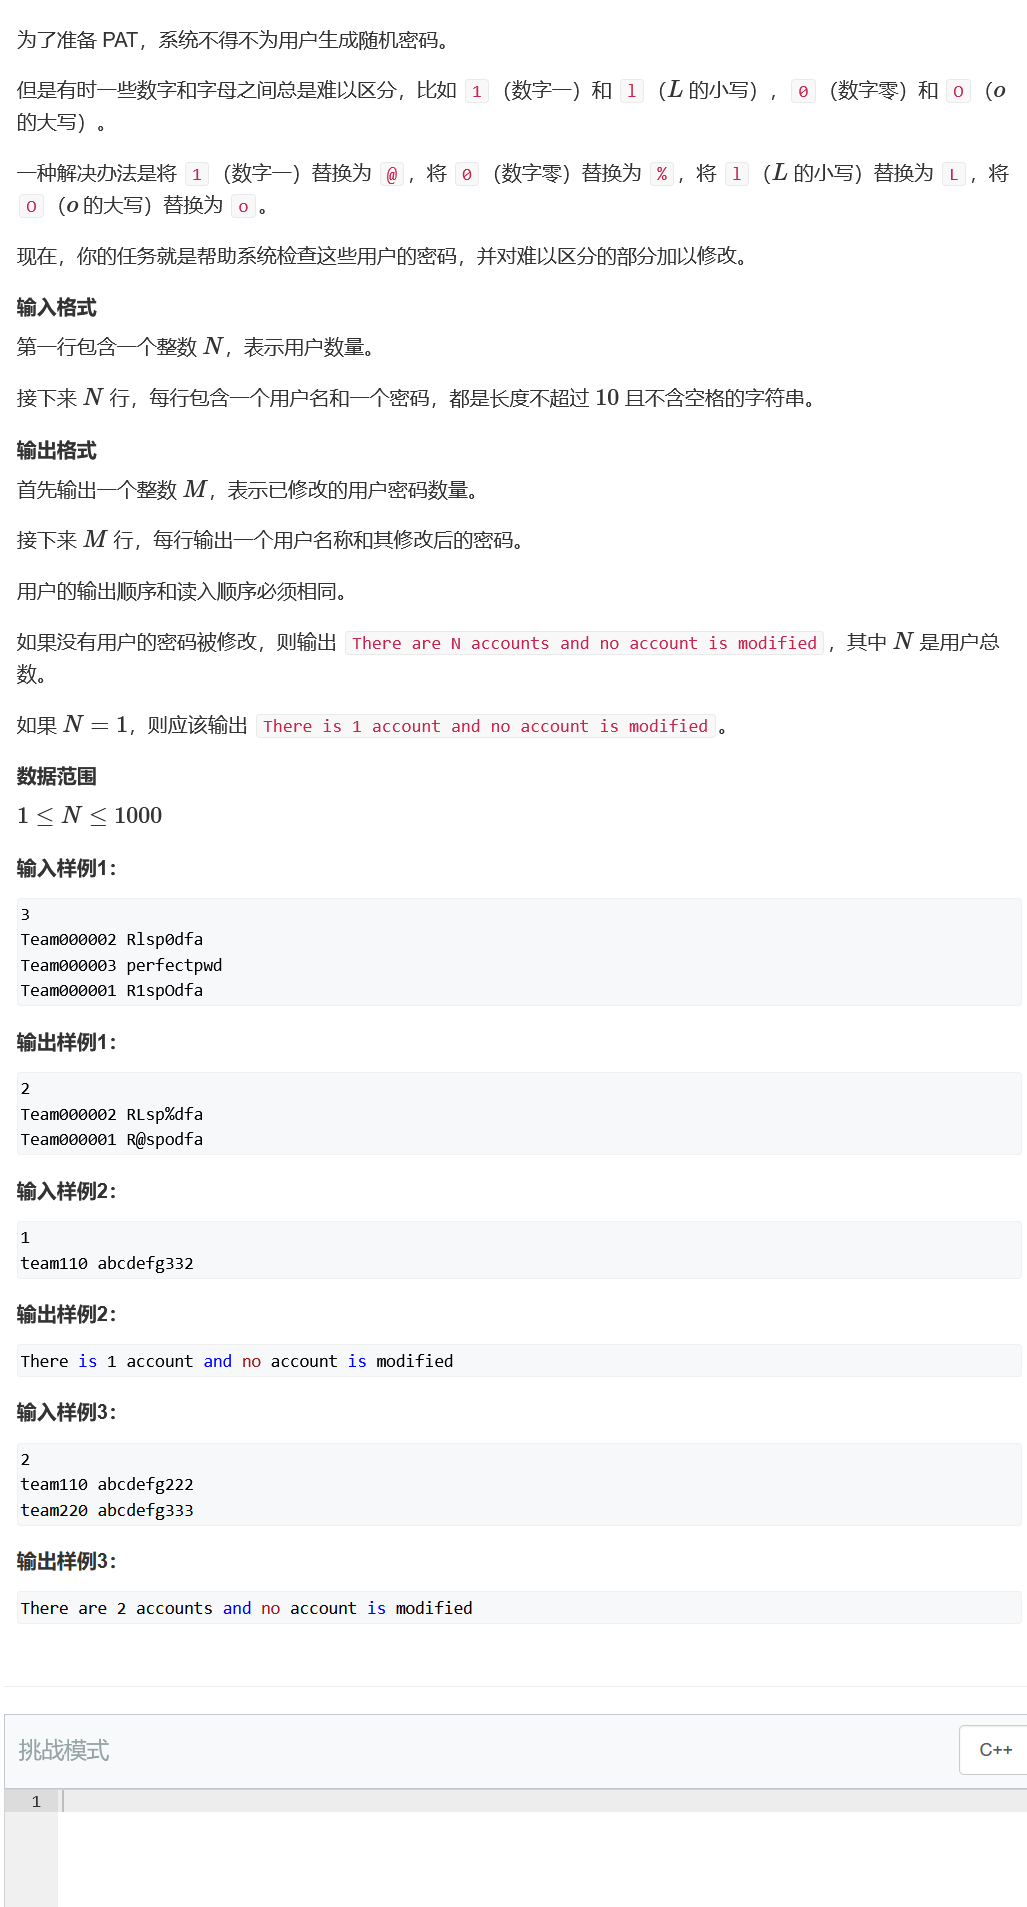 为了准备 PAT，系统不得不为用户生成随机密码。
但是有时一些数字和字母之间总是难以区分，比如 1 （数字一）和 l （L 的小写），0 （数字零）和 O （o
的大写）。
一种解决办法是将 1 （数字一）替换为 @，将 0 （数字零）替换为 %，将 l （L 的小写）替换为 L，将
O （o 的大写）替换为 o。
现在，你的任务就是帮助系统检查这些用户的密码，并对难以区分的部分加以修改。
输入格式
第一行包含一个整数 N，表示用户数量。
接下来 N 行，每行包含一个用户名和一个密码，都是长度不超过 10 且不含空格的字符串。
输出格式
首先输出一个整数 M，表示已修改的用户密码数量。
接下来 M 行，每行输出一个用户名称和其修改后的密码。
用户的输出顺序和读入顺序必须相同。
如果没有用户的密码被修改，则输出 There are N accounts and no account is modified，其中 N 是用户总
数。
如果 N = 1，则应该输出 There is 1 account and no account is modified。
数据范围
1 ≤ N ≤ 1000
输入样例1：
3
Team000002 Rlsp0dfa
Team000003 perfectpwd
Team000001 R1spOdfa
输出样例1：
2
Team000002 RLsp%dfa
Team000001 R@spodfa
输入样例2：
1
team110 abcdefg332
输出样例2：
There is 1 account and no account is modified
输入样例3：
2
team110 abcdefg222
team220 abcdefg333
输出样例3：
There are 2 accounts and no account is modified
挑战模式
C++
1